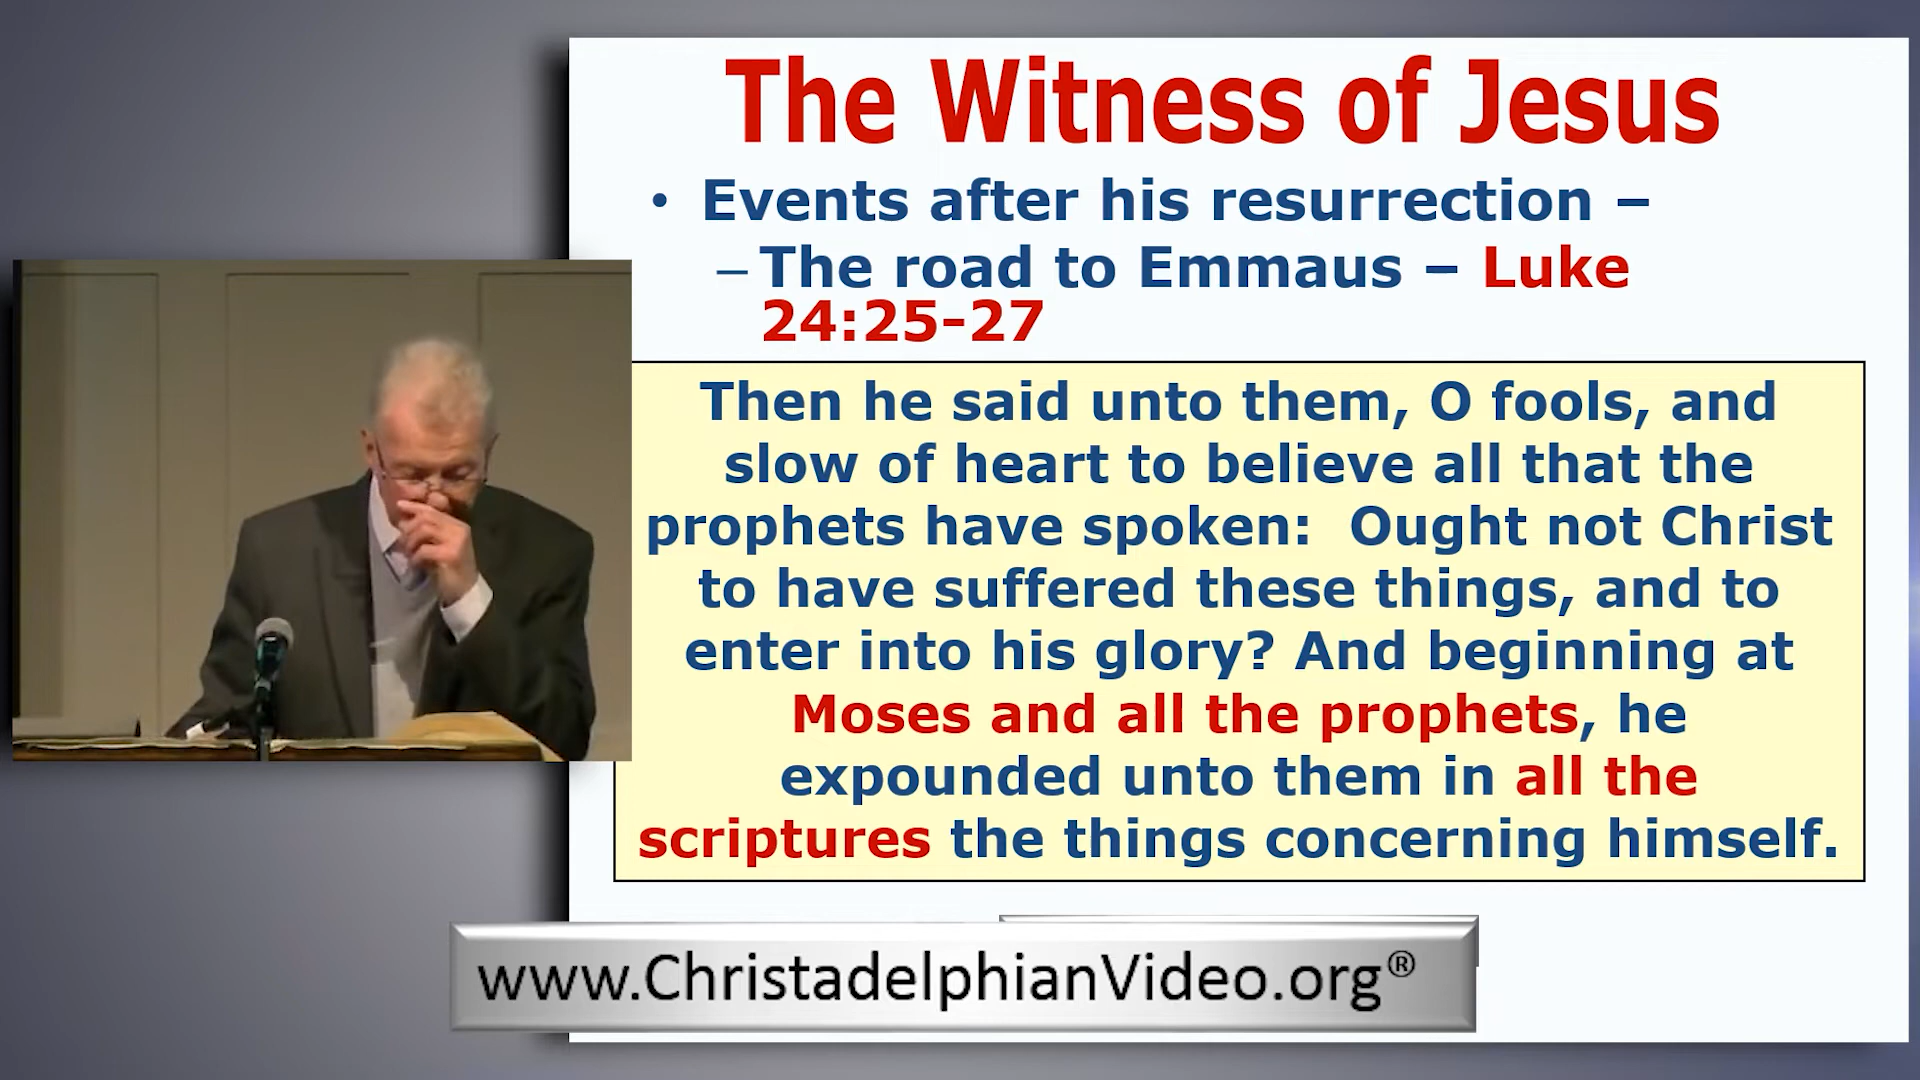 The Witness of Jesus
• Events after his resurrection –
– The road to Emmaus – Luke
24:25-27
Then he said unto them, O fools, and
slow of heart to believe all that the
prophets have spoken:  Ought not Christ
to have suffered these things, and to
enter into his glory? And beginning at
Moses and all the prophets, he
expounded unto them in all the
scriptures the things concerning himself.
www.ChristadelphianVideo.org®